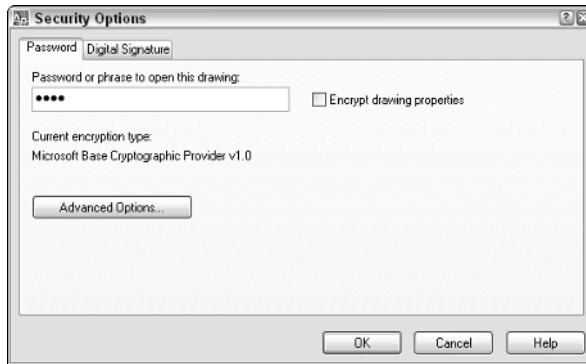 Security Options
Password
Digital Signature
Password or phrase to open this drawing:
••••
Encrypt drawing properties
Current encryption type:
Microsoft Base Cryptographic Provider v1.0
Advanced Options...
OK
Cancel
Help